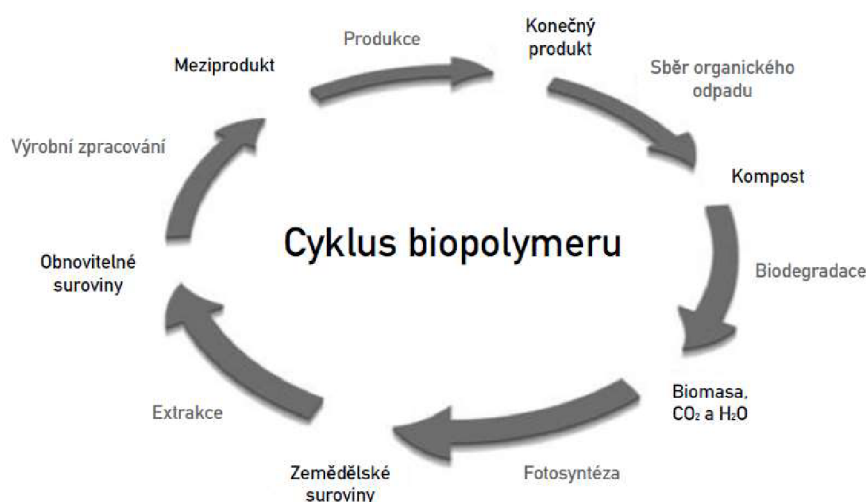 Cyklus biopolymeru
Konečný
produkt
Sběr organického
odpadu
Kompost
Biodegradace
Biomasa,
CO₂ a H₂O
Fotosyntéza
Zemědělské
suroviny
Extrakce
Obnovitelné
suroviny
Výrobní zpracování
Meziprodukt
Produkce